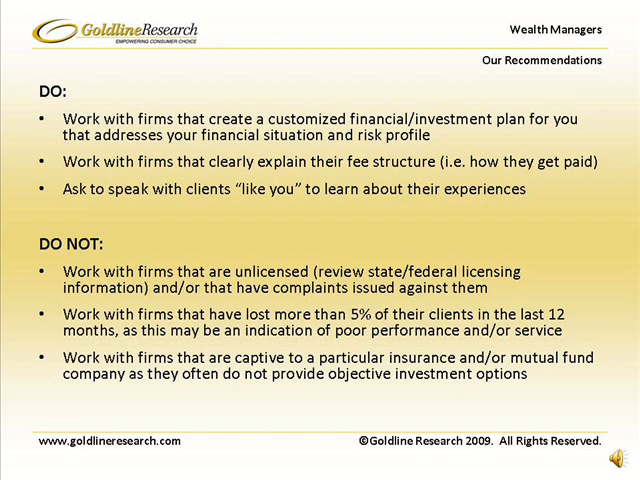 GoldlineResearch
EMPOWERING CONSUMER CHOICE
Wealth Managers
Our Recommendations
DO:
• Work with firms that create a customized financial/investment plan for you
that addresses your financial situation and risk profile
• Work with firms that clearly explain their fee structure (i.e. how they get paid)
• Ask to speak with clients “like you” to learn about their experiences
DO NOT:
• Work with firms that are unlicensed (review state/federal licensing
information) and/or that have complaints issued against them
• Work with firms that have lost more than 5% of their clients in the last 12
months, as this may be an indication of poor performance and/or service
• Work with firms that are captive to a particular insurance and/or mutual fund
company as they often do not provide objective investment options
www.goldlineresearch.com
©Goldline Research 2009. All Rights Reserved.